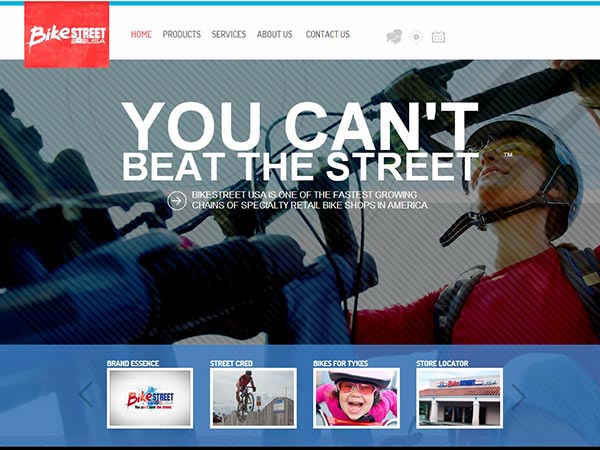 Bike STREET
USA
HOME PRODUCTS SERVICES ABOUT US CONTACT US
YOU CAN'T
BEAT THE STREET ™
BIKESTREET USA IS ONE OF THE FASTEST GROWING
CHAINS OF SPECIALTY RETAIL BIKE SHOPS IN AMERICA.
BRAND ESSENCE STREET CRED BIKES FOR TYKES STORE LOCATOR
Bike STREET
You can't beat the street.
Bike STREET USA